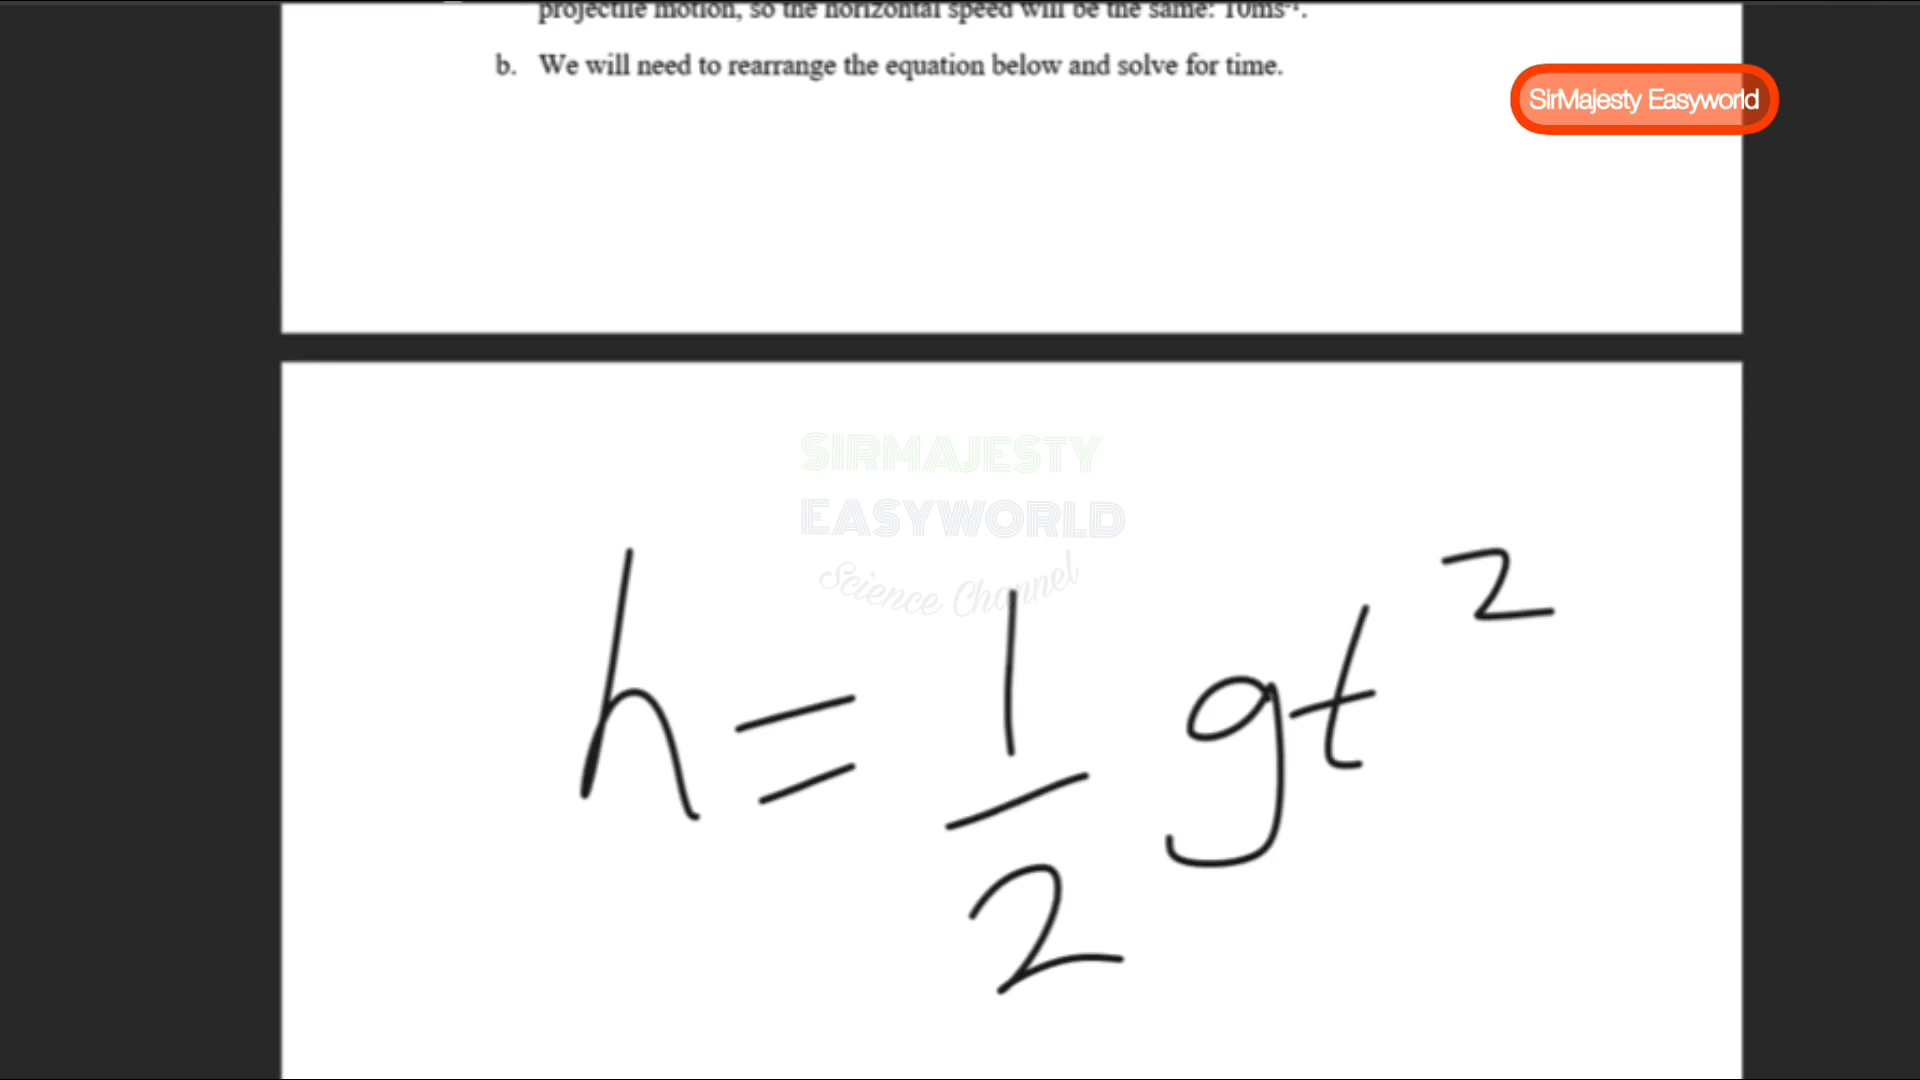 projectile motion, so the horizontal speed will be the same: 10ms⁻¹.
b. We will need to rearrange the equation below and solve for time.
SirMajesty Easyworld
SIRMAJESTY
EASYWORLD
Science Channel
h = 1/2 gt²